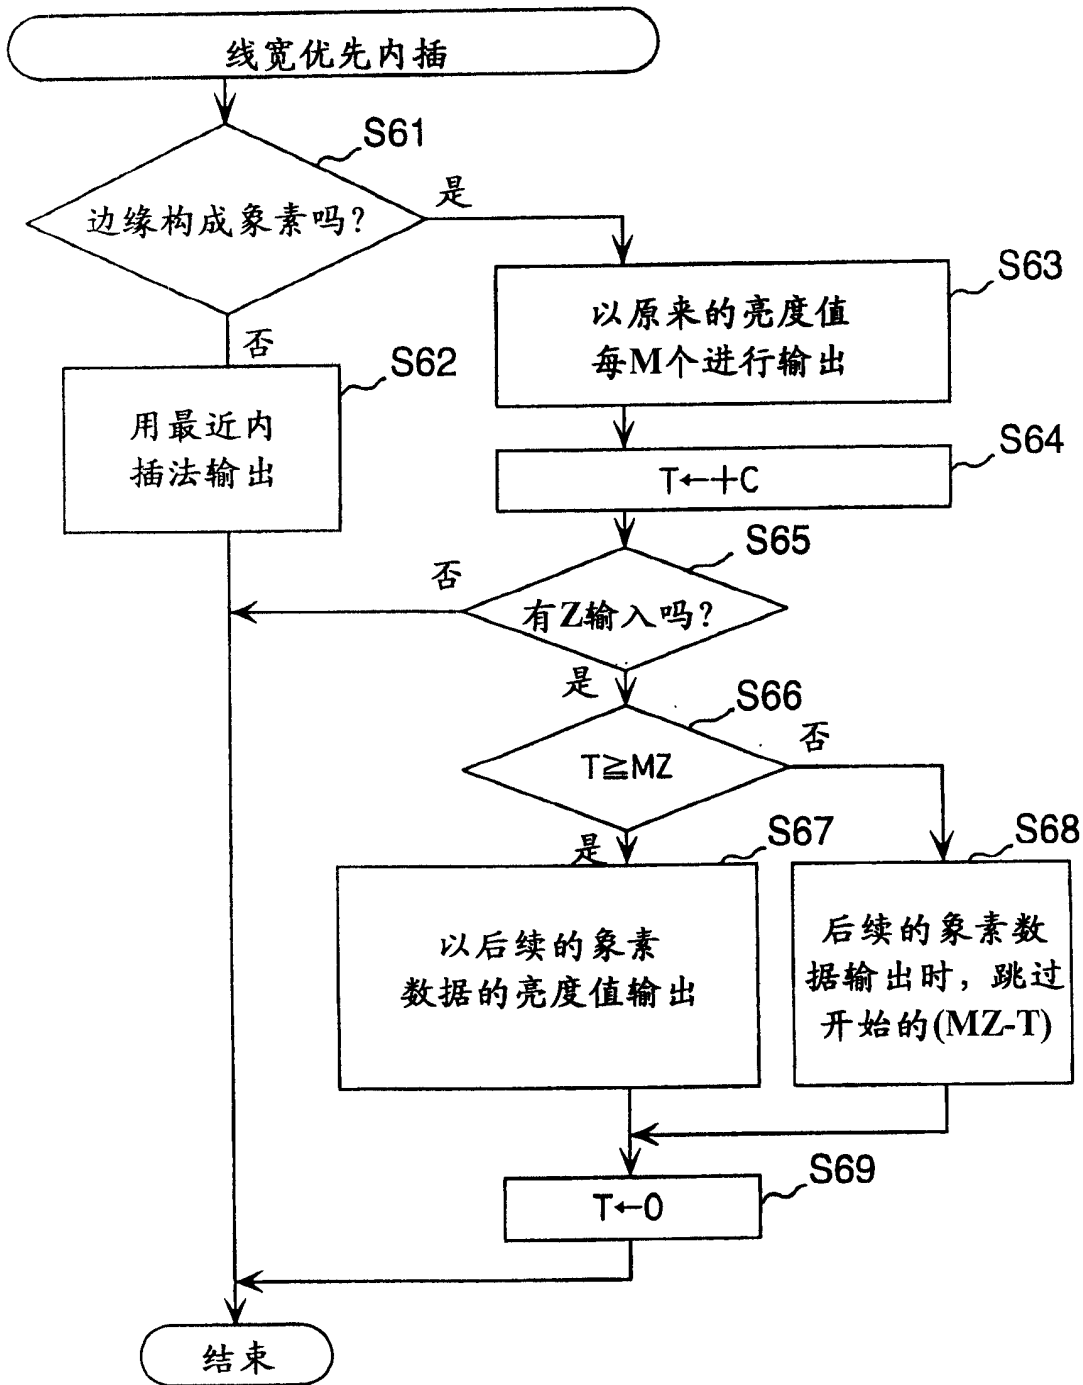 线宽优先内插
S61
边缘构成象素吗?
是
否
S62
用最近内
插法输出
S63
以原来的亮度值
每M个进行输出
S64
T←+C
S65
有Z输入吗?
否
是
S66
T≧MZ
否
是
S67
以后续的象素
数据的亮度值输出
S68
后续的象素数
据输出时，跳过
开始的(MZ-T)
S69
T←0
结束